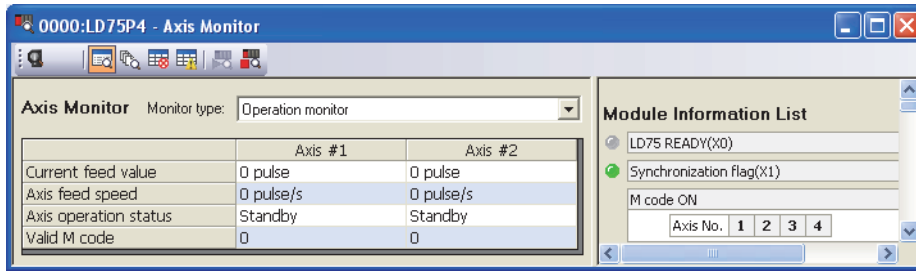 0000:LD75P4 - Axis Monitor
Axis Monitor Monitor type: Operation monitor
Axis #1 Axis #2
Current feed value 0 pulse 0 pulse
Axis feed speed 0 pulse/s 0 pulse/s
Axis operation status Standby Standby
Valid M code 0 0
Module Information List
LD75 READY(X0)
Synchronization flag(X1)
M code ON
Axis No. 1 2 3 4